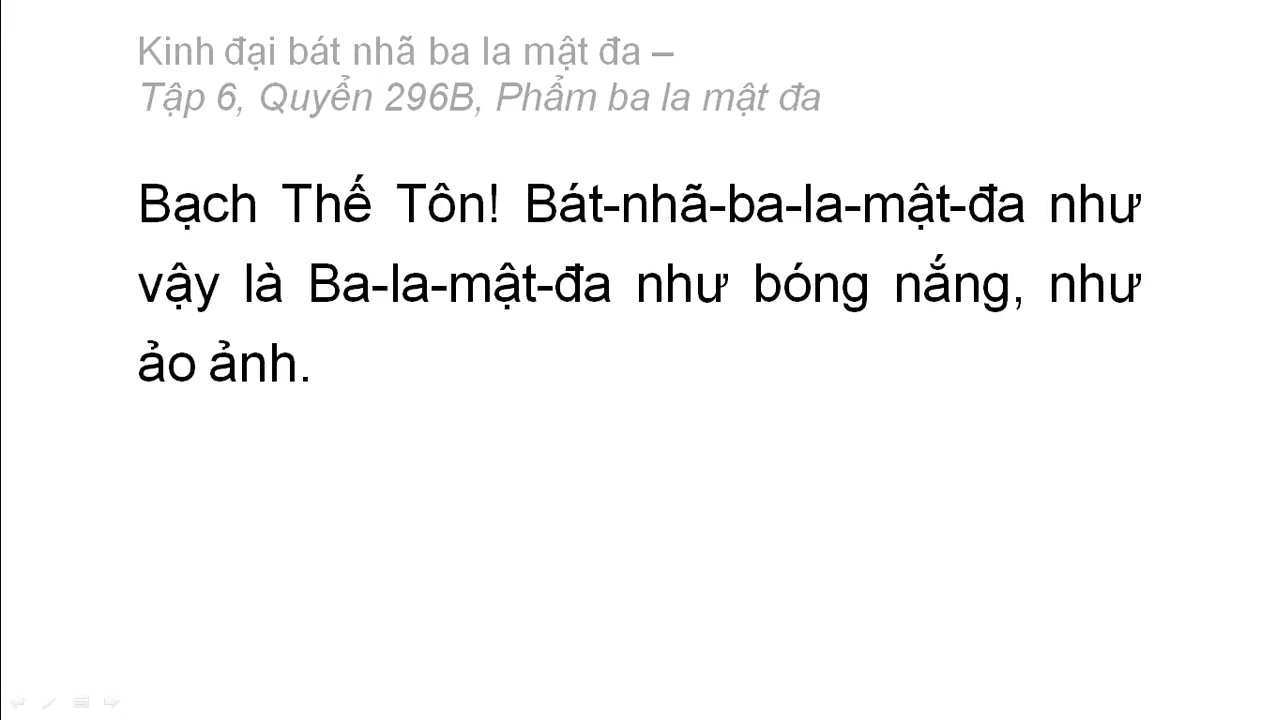 Kinh đại bát nhã ba la mật đa –
Tập 6, Quyển 296B, Phẩm ba la mật đa
Bạch Thế Tôn! Bát-nhã-ba-la-mật-đa như
vậy là Ba-la-mật-đa như bóng nắng, như
ảo ảnh.